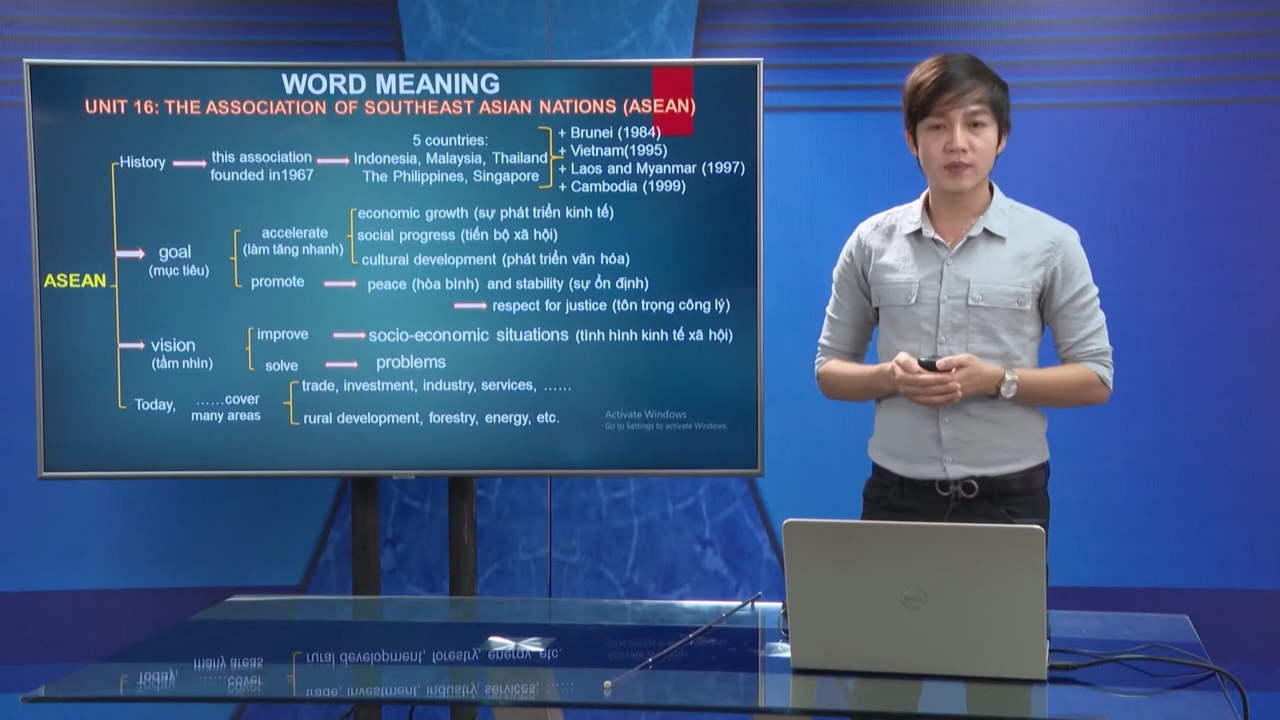 WORD MEANING
UNIT 16: THE ASSOCIATION OF SOUTHEAST ASIAN NATIONS (ASEAN)
ASEAN
History
this association
founded in1967
5 countries:
Indonesia, Malaysia, Thailand
The Philippines, Singapore
+ Brunei (1984)
+ Vietnam(1995)
+ Laos and Myanmar (1997)
+ Cambodia (1999)
goal
(mục tiêu)
accelerate
(làm tăng nhanh)
economic growth (sự phát triển kinh tế)
social progress (tiến bộ xã hội)
cultural development (phát triển văn hóa)
promote
peace (hòa bình) and stability (sự ổn định)
respect for justice (tôn trọng công lý)
vision
(tầm nhìn)
improve
socio-economic situations (tình hình kinh tế xã hội)
solve
problems
Today,
......cover
many areas
trade, investment, industry, services, ......
rural development, forestry, energy, etc.
Activate Windows
Go to Settings to activate Windows.
DELL